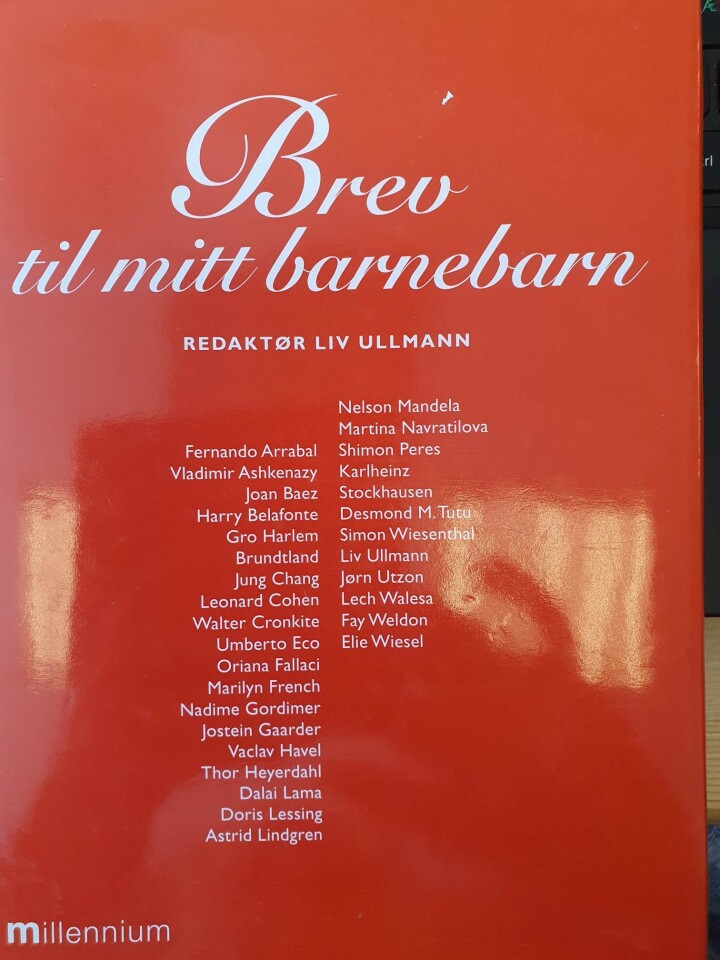 Brev
til mitt barnebarn
REDAKTØR LIV ULLMANN
Fernando Arrabal
Vladimir Ashkenazy
Joan Baez
Harry Belafonte
Gro Harlem
Brundtland
Jung Chang
Leonard Cohen
Walter Cronkite
Umberto Eco
Oriana Fallaci
Marilyn French
Nadime Gordimer
Jostein Gaarder
Vaclav Havel
Thor Heyerdahl
Dalai Lama
Doris Lessing
Astrid Lindgren
Nelson Mandela
Martina Navratilova
Shimon Peres
Karlheinz
Stockhausen
Desmond M. Tutu
Simon Wiesenthal
Liv Ullmann
Jørn Utzon
Lech Walesa
Fay Weldon
Elie Wiesel
millennium